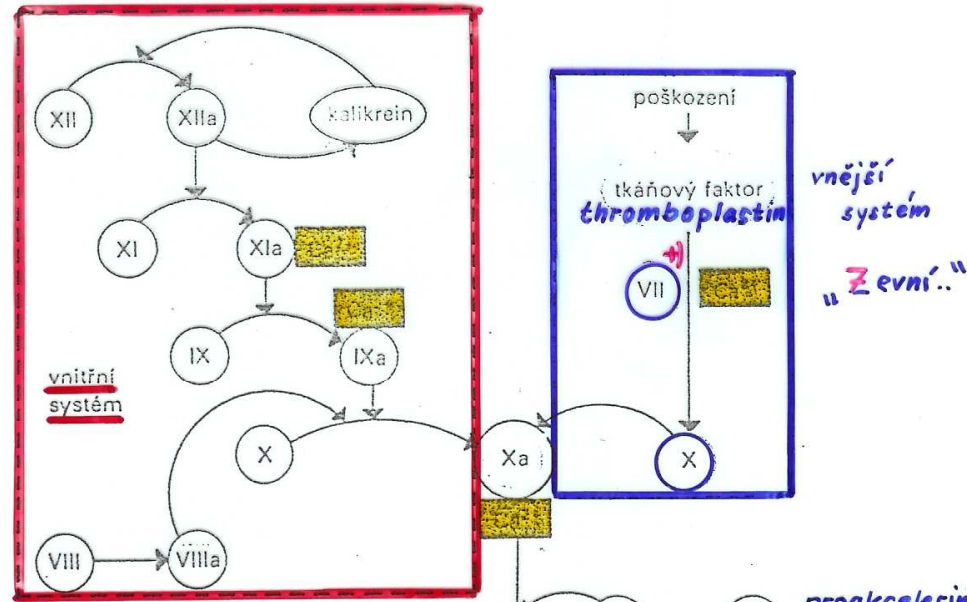 XII
XIIa
kalikrein
XI
XIa
IX
IXa
vnitřní
systém
X
VIII
VIIIa
Xa
poškození
tkáňový faktor
thromboplastin
VII
X
vnější
systém
„Zevní.."
proakcelerin